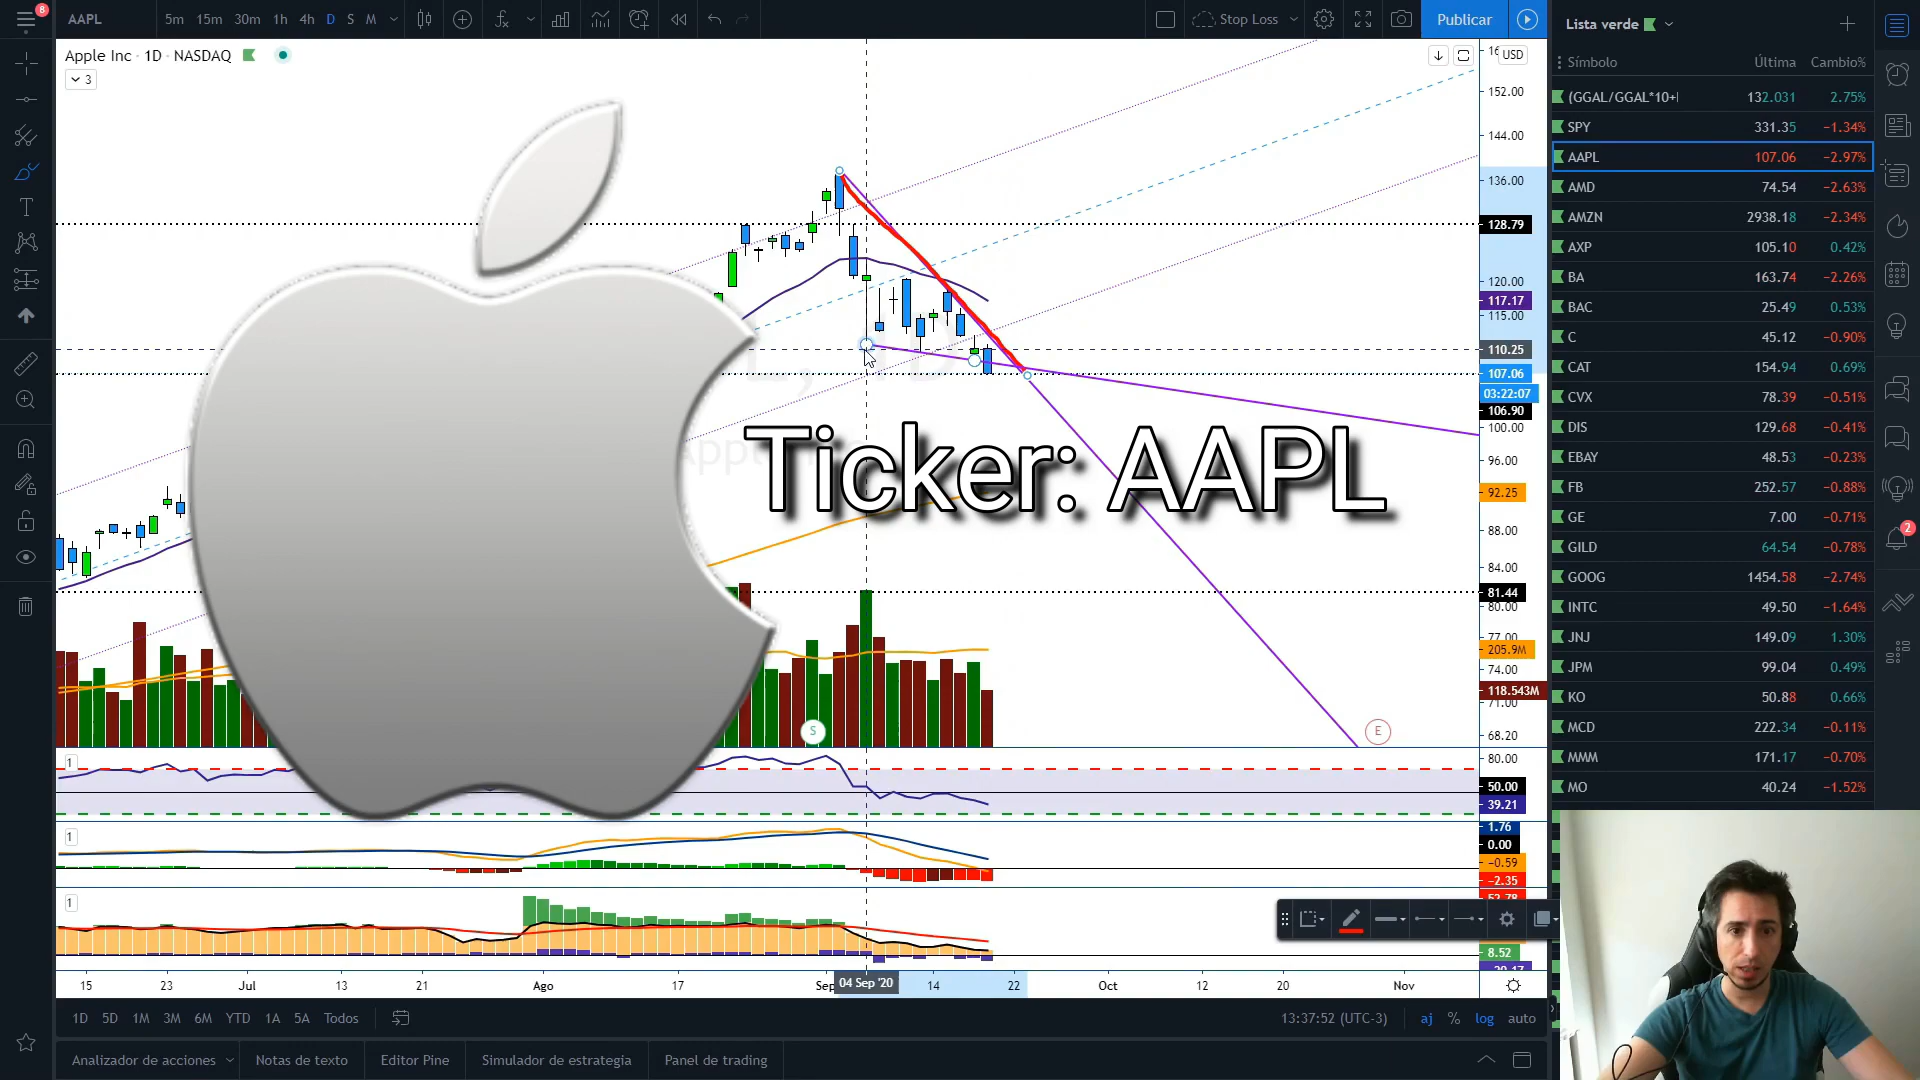 8
AAPL
5m 15m 30m 1h 4h D S M
Stop Loss
Publicar
Lista verde
Apple Inc · 1D · NASDAQ
3
USD
Símbolo Última Cambio%
(GGAL/GGAL*10+ 132.031 2.75%
SPY 331.35 −1.34%
AAPL 107.06 −2.97%
AMD 74.54 −2.63%
AMZN 2938.18 −2.34%
AXP 105.10 0.42%
BA 163.74 −2.26%
BAC 25.49 0.53%
C 45.12 −0.90%
CAT 154.94 0.69%
CVX 78.39 −0.51%
DIS 129.68 −0.41%
EBAY 48.53 −0.23%
FB 252.57 −0.88%
GE 7.00 −0.71%
GILD 64.54 −0.78%
GOOG 1454.58 −2.74%
INTC 49.50 −1.64%
JNJ 149.09 1.30%
JPM 99.04 0.49%
KO 50.88 0.66%
MCD 222.34 −0.11%
MMM 171.17 −0.70%
MO 40.24 −1.52%
2
152.00
144.00
136.00
128.79
120.00
117.17
115.00
110.25
107.06
03:22:07
106.90
100.00
96.00
92.25
88.00
84.00
81.44
80.00
77.00
205.9M
74.00
118.543M
71.00
68.20
80.00
50.00
39.21
1.76
0.00
−0.59
−2.35
52.78
8.52
Ticker: AAPL
S
E
1
1
1
15 23 Jul 13 21 Ago 17 Sep 04 Sep '20 14 22 Oct 12 20 Nov
1D 5D 1M 3M 6M YTD 1A 5A Todos
13:37:52 (UTC-3)
aj % log auto
Analizador de acciones Notas de texto Editor Pine Simulador de estrategia Panel de trading